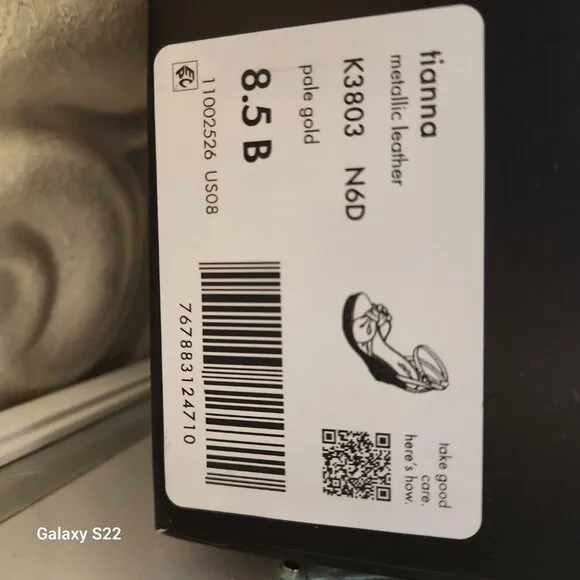 tianna
metallic leather
K3803 N6D
pale gold
8.5 B
11002526 US08
EPC
767883124710
take good
care.
here's how.
Galaxy S22